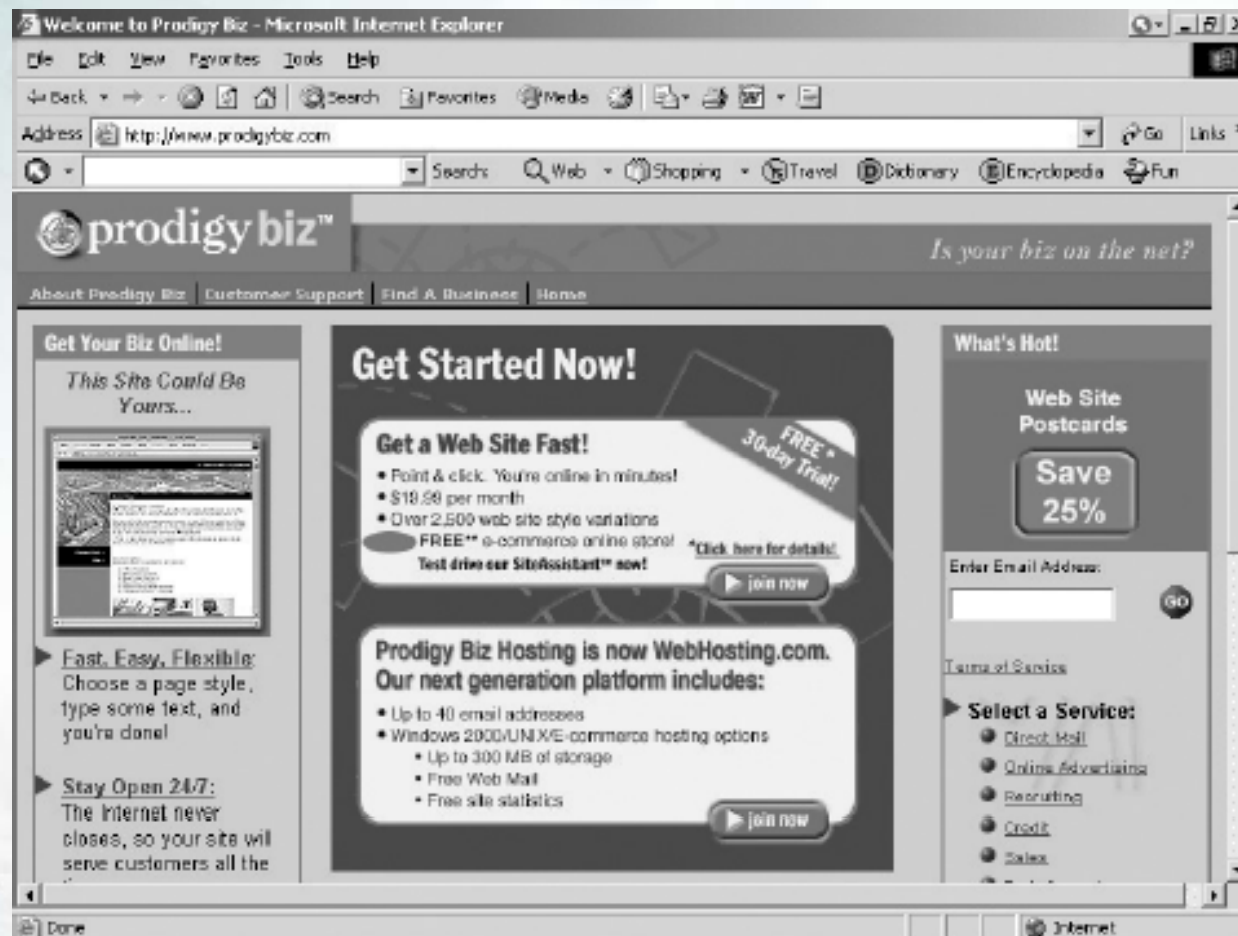 Welcome to Prodigy Biz - Microsoft Internet Explorer
File Edit View Favorites Tools Help
Back Search Favorites Media
Address http://www.prodigybiz.com Go Links
Search: Web Shopping Travel Dictionary Encyclopedia Fun
prodigy biz™
Is your biz on the net?
About Prodigy Biz Customer Support Find A Business Home
Get Your Biz Online!
This Site Could Be
Yours...
Fast, Easy, Flexible:
Choose a page style,
type some text, and
you're done!
Stay Open 24/7:
The Internet never
closes, so your site will
serve customers all the
Get Started Now!
Get a Web Site Fast!
FREE*
30-day Trial!
• Point & click. You're online in minutes!
• $19.99 per month
• Over 2,500 web site style variations
FREE** e-commerce online store!
*Click here for details!
Test drive our SiteAssistant™ now!
join now
Prodigy Biz Hosting is now WebHosting.com.
Our next generation platform includes:
• Up to 40 email addresses
• Windows 2000/UNIX/E-commerce hosting options
• Up to 300 MB of storage
• Free Web Mail
• Free site statistics
join now
What's Hot!
Web Site
Postcards
Save
25%
Enter Email Address:
GO
Terms of Service
Select a Service:
Direct Mail
Online Advertising
Recruiting
Credit
Sales
Done Internet